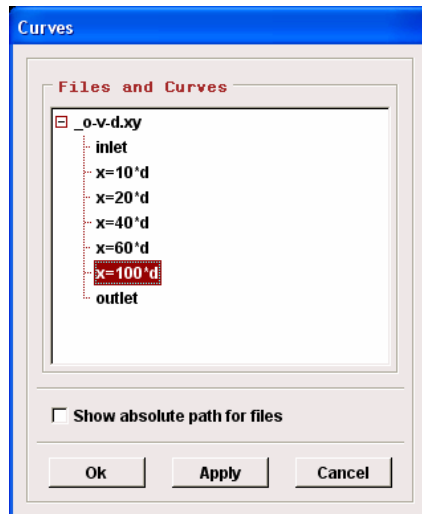 Curves
Files and Curves
_o-v-d.xy
inlet
x=10*d
x=20*d
x=40*d
x=60*d
x=100*d
outlet
Show absolute path for files
Ok Apply Cancel